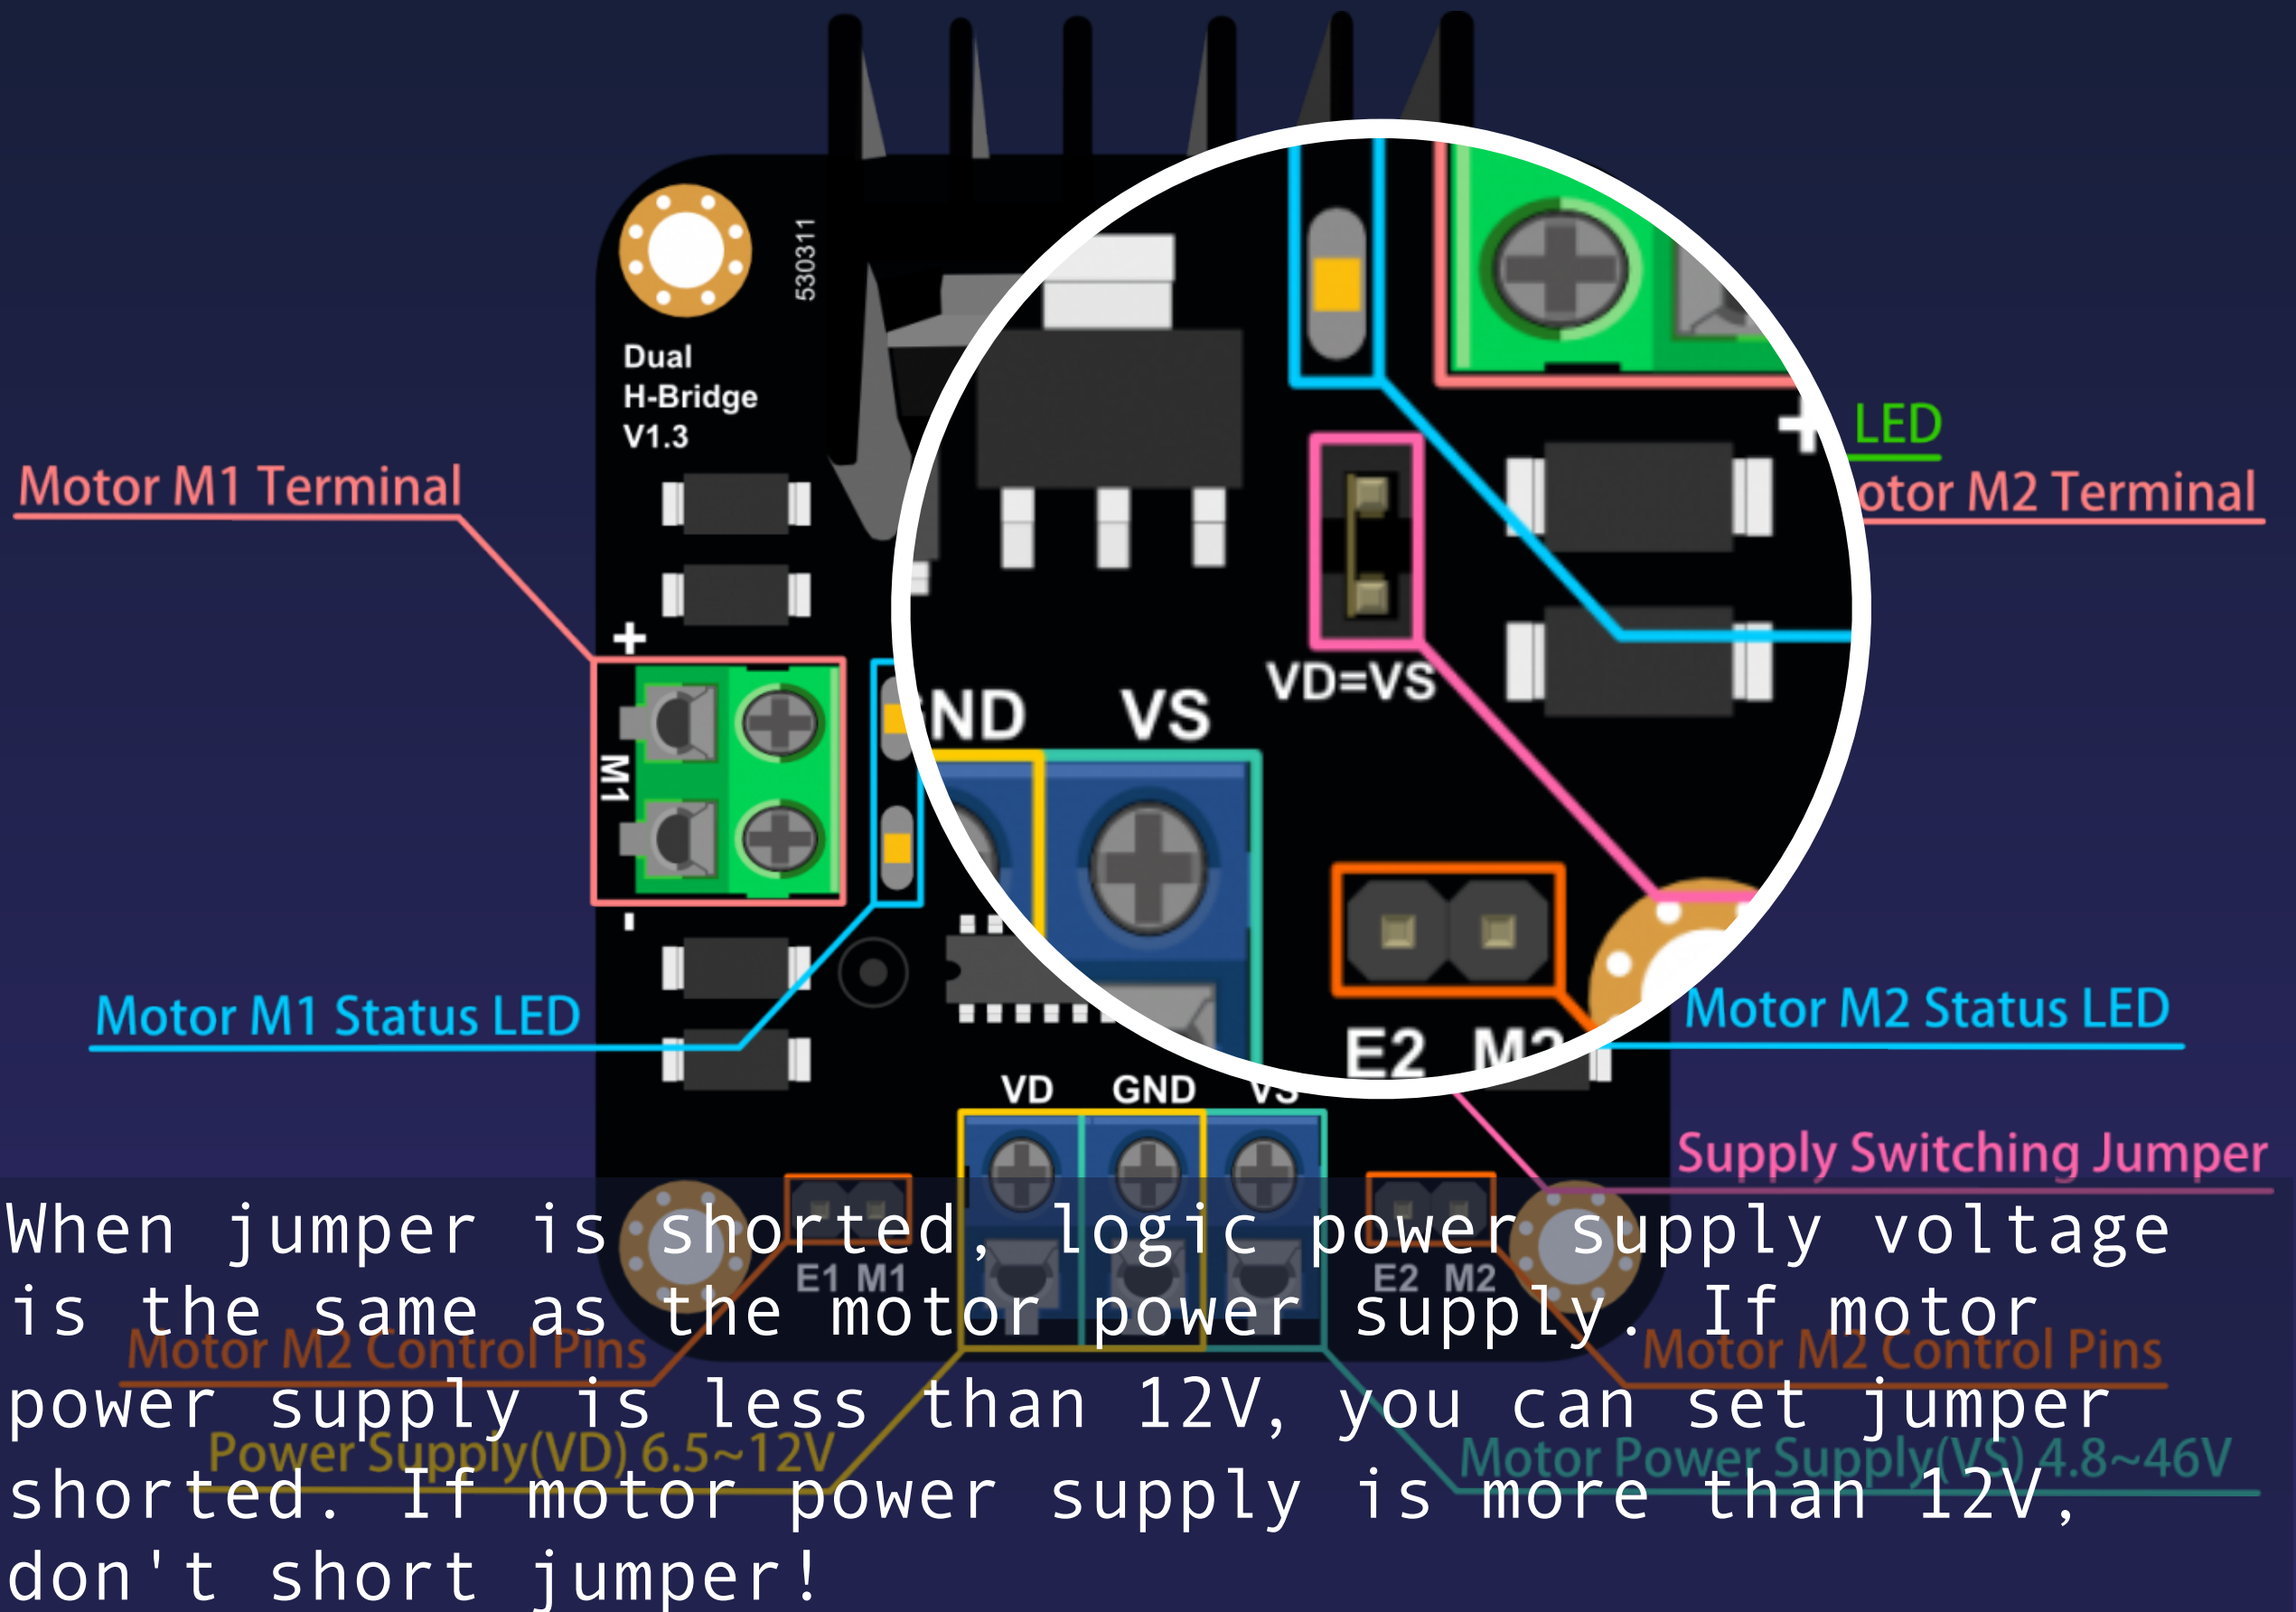 530311
Dual
H-Bridge
V1.3
LED
Motor M1 Terminal
otor M2 Terminal
+
+
VD=VS
ND VS
M1
-
E2 M2
Motor M1 Status LED
Motor M2 Status LED
VD GND VS
Supply Switching Jumper
E1 M1
E2 M2
Motor M2 Control Pins
Motor M2 Control Pins
Power Supply(VD) 6.5~12V
Motor Power Supply(VS) 4.8~46V
When jumper is shorted, logic power supply voltage
is the same as the motor power supply. If motor
power supply is less than 12V, you can set jumper
shorted. If motor power supply is more than 12V,
don't short jumper!